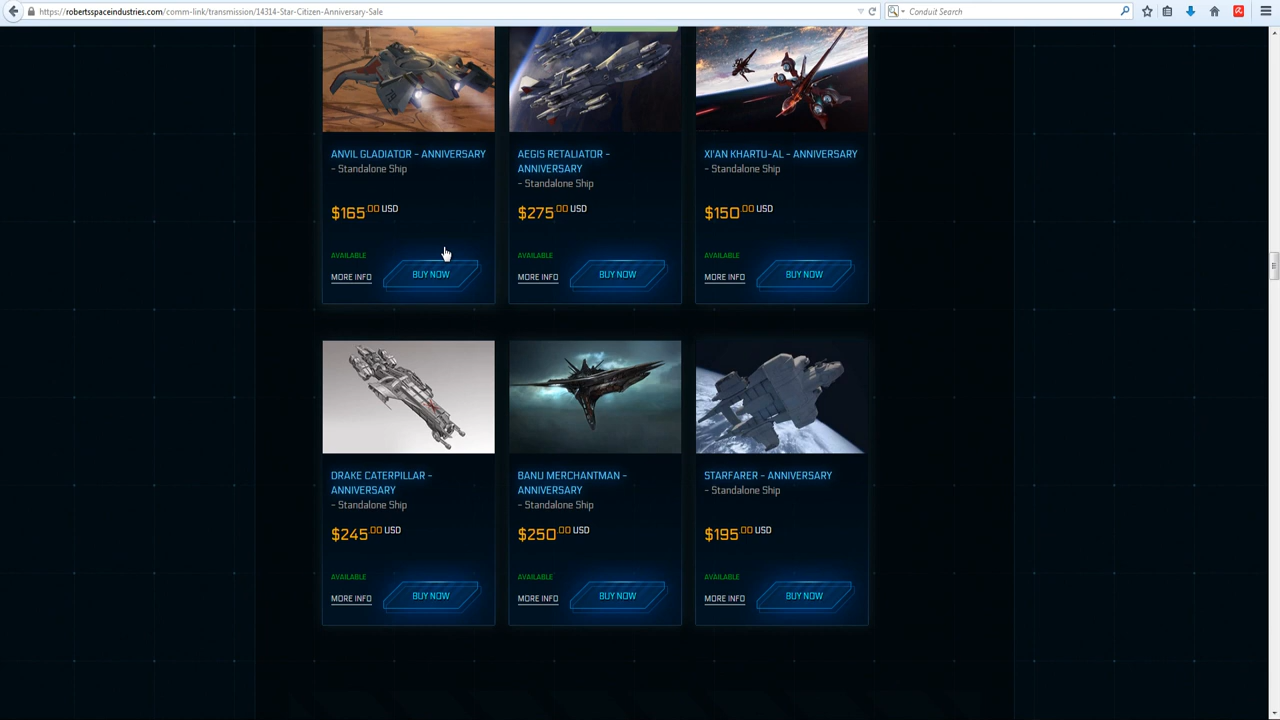 https://robertsspaceindustries.com/comm-link/transmission/14314-Star-Citizen-Anniversary-Sale
Conduit Search
ANVIL GLADIATOR - ANNIVERSARY
- Standalone Ship
$165.00 USD
AVAILABLE
MORE INFO
BUY NOW
AEGIS RETALIATOR -
ANNIVERSARY
- Standalone Ship
$275.00 USD
AVAILABLE
MORE INFO
BUY NOW
XI'AN KHARTU-AL - ANNIVERSARY
- Standalone Ship
$150.00 USD
AVAILABLE
MORE INFO
BUY NOW
DRAKE CATERPILLAR -
ANNIVERSARY
- Standalone Ship
$245.00 USD
AVAILABLE
MORE INFO
BUY NOW
BANU MERCHANTMAN -
ANNIVERSARY
- Standalone Ship
$250.00 USD
AVAILABLE
MORE INFO
BUY NOW
STARFARER - ANNIVERSARY
- Standalone Ship
$195.00 USD
AVAILABLE
MORE INFO
BUY NOW